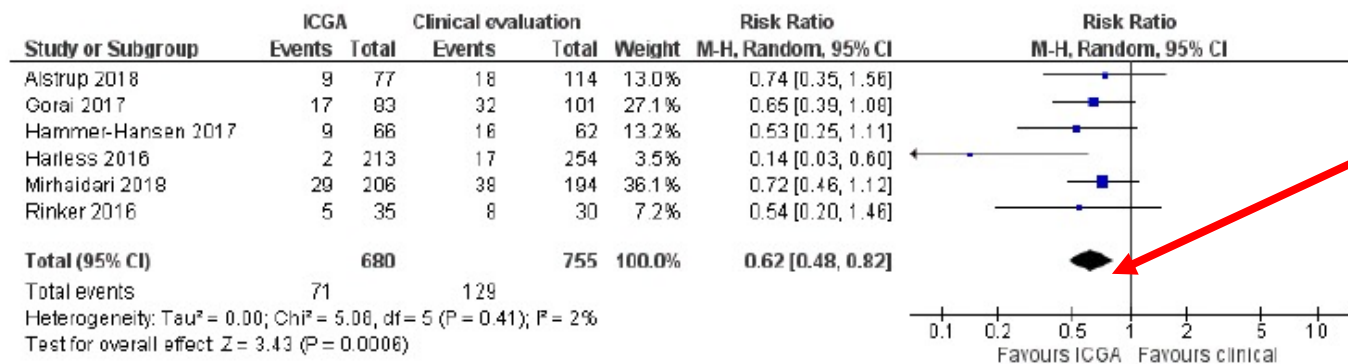 ICGA Clinical evaluation Risk Ratio Risk Ratio
Study or Subgroup Events Total Events Total Weight M-H, Random, 95% CI M-H, Random, 95% CI
Alstrup 2018 9 77 18 114 13.0% 0.74 [0.35, 1.56]
Gorai 2017 17 83 32 101 27.1% 0.65 [0.39, 1.08]
Hammer-Hansen 2017 9 66 16 62 13.2% 0.53 [0.25, 1.11]
Harless 2016 2 213 17 254 3.5% 0.14 [0.03, 0.60]
Mirhaidari 2018 29 206 38 194 36.1% 0.72 [0.46, 1.12]
Rinker 2016 5 35 8 30 7.2% 0.54 [0.20, 1.46]
Total (95% CI) 680 755 100.0% 0.62 [0.48, 0.82]
Total events 71 129
Heterogeneity: Tau² = 0.00; Chi² = 5.08, df = 5 (P = 0.41); I² = 2%
Test for overall effect: Z = 3.43 (P = 0.0006)
0.1 0.2 0.5 1 2 5 10
Favours ICGA Favours clinical